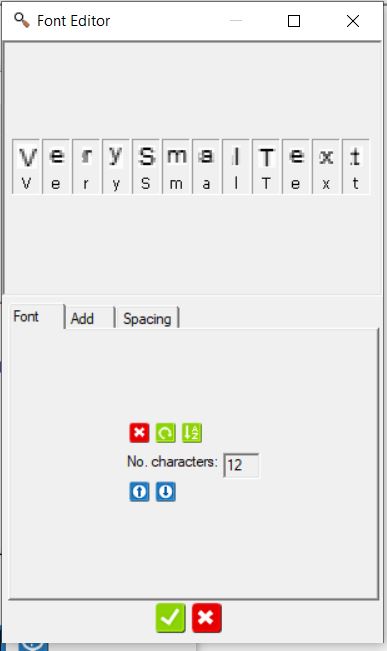 Font Editor
V e r y S m a l T e x t
V e r y S m a l T e x t
Font Add Spacing
No. characters: 12